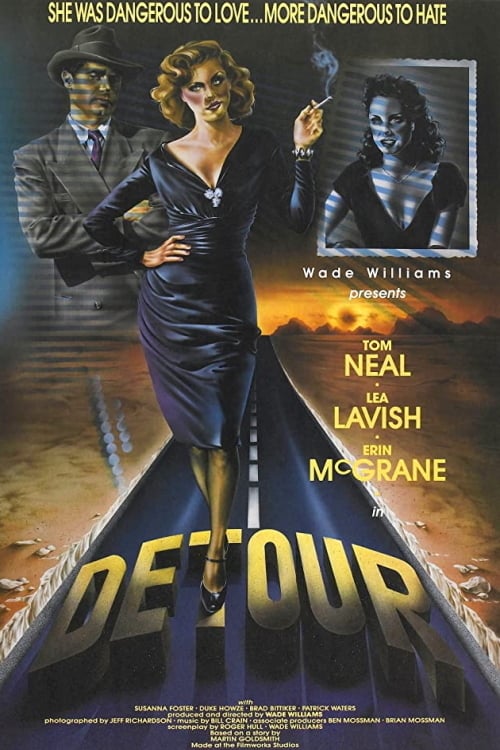 SHE WAS DANGEROUS TO LOVE...MORE DANGEROUS TO HATE
Wade Williams
presents
TOM
NEAL
LEA
LAVISH
ERIN
McGRANE
in
DETOUR
with
SUSANNA FOSTER · DUKE HOWZE · BRAD BITTIKER · PATRICK WATERS
produced and directed by WADE WILLIAMS
photographed by JEFF RICHARDSON · music by BILL CRAIN · associate producers BEN MOSSMAN · BRIAN MOSSMAN
screenplay by ROGER HULL · WADE WILLIAMS
Based on a story by
MARTIN GOLDSMITH
Made at the Filmworks Studios